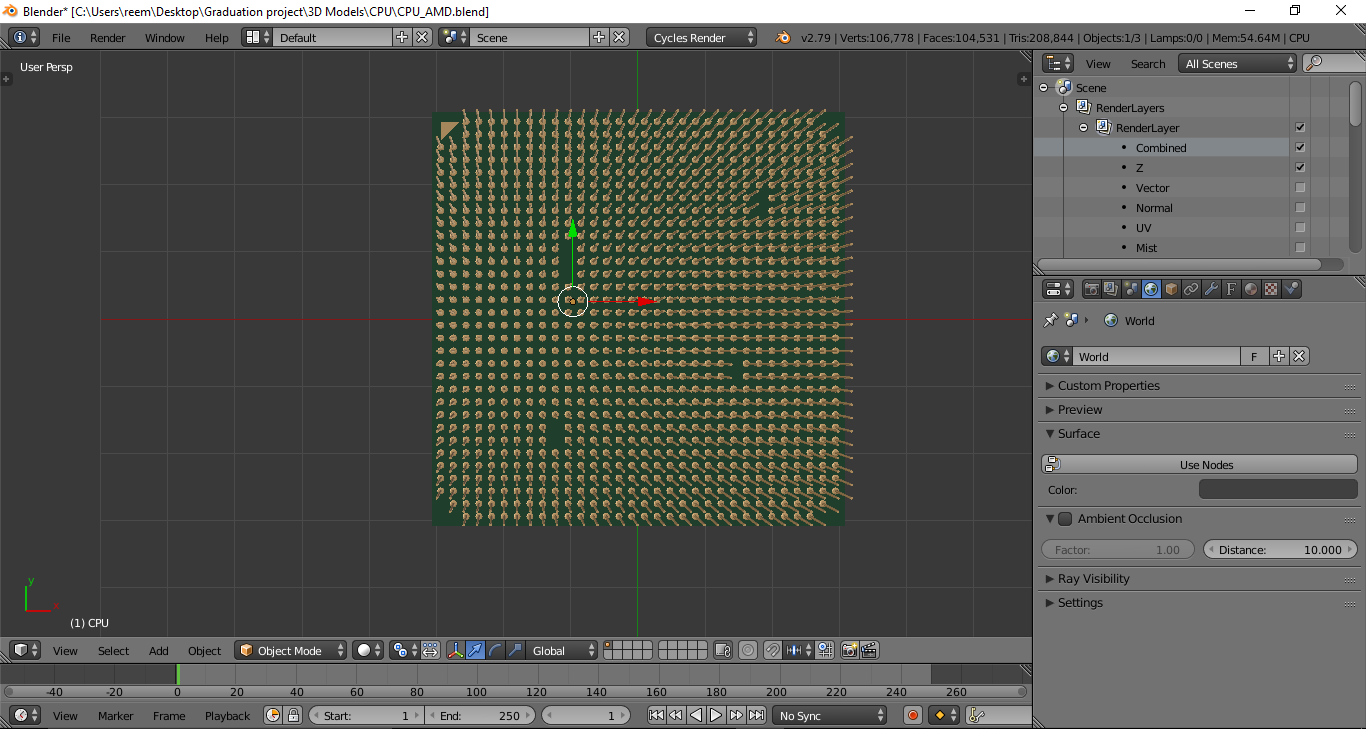 Blender* [C:\Users\reem\Desktop\Graduation project\3D Models\CPU\CPU_AMD.blend]
File Render Window Help Default Scene Cycles Render v2.79 | Verts:106,778 | Faces:104,531 | Tris:208,844 | Objects:1/3 | Lamps:0/0 | Mem:54.64M | CPU
User Persp
View Search All Scenes
Scene
RenderLayers
RenderLayer
Combined
Z
Vector
Normal
UV
Mist
World
World F
Custom Properties
Preview
Surface
Use Nodes
Color:
Ambient Occlusion
Factor: 1.00 Distance: 10.000
Ray Visibility
Settings
y
x
(1) CPU
View Select Add Object Object Mode Global
-40 -20 0 20 40 60 80 100 120 140 160 180 200 220 240 260
View Marker Frame Playback Start: 1 End: 250 1 No Sync